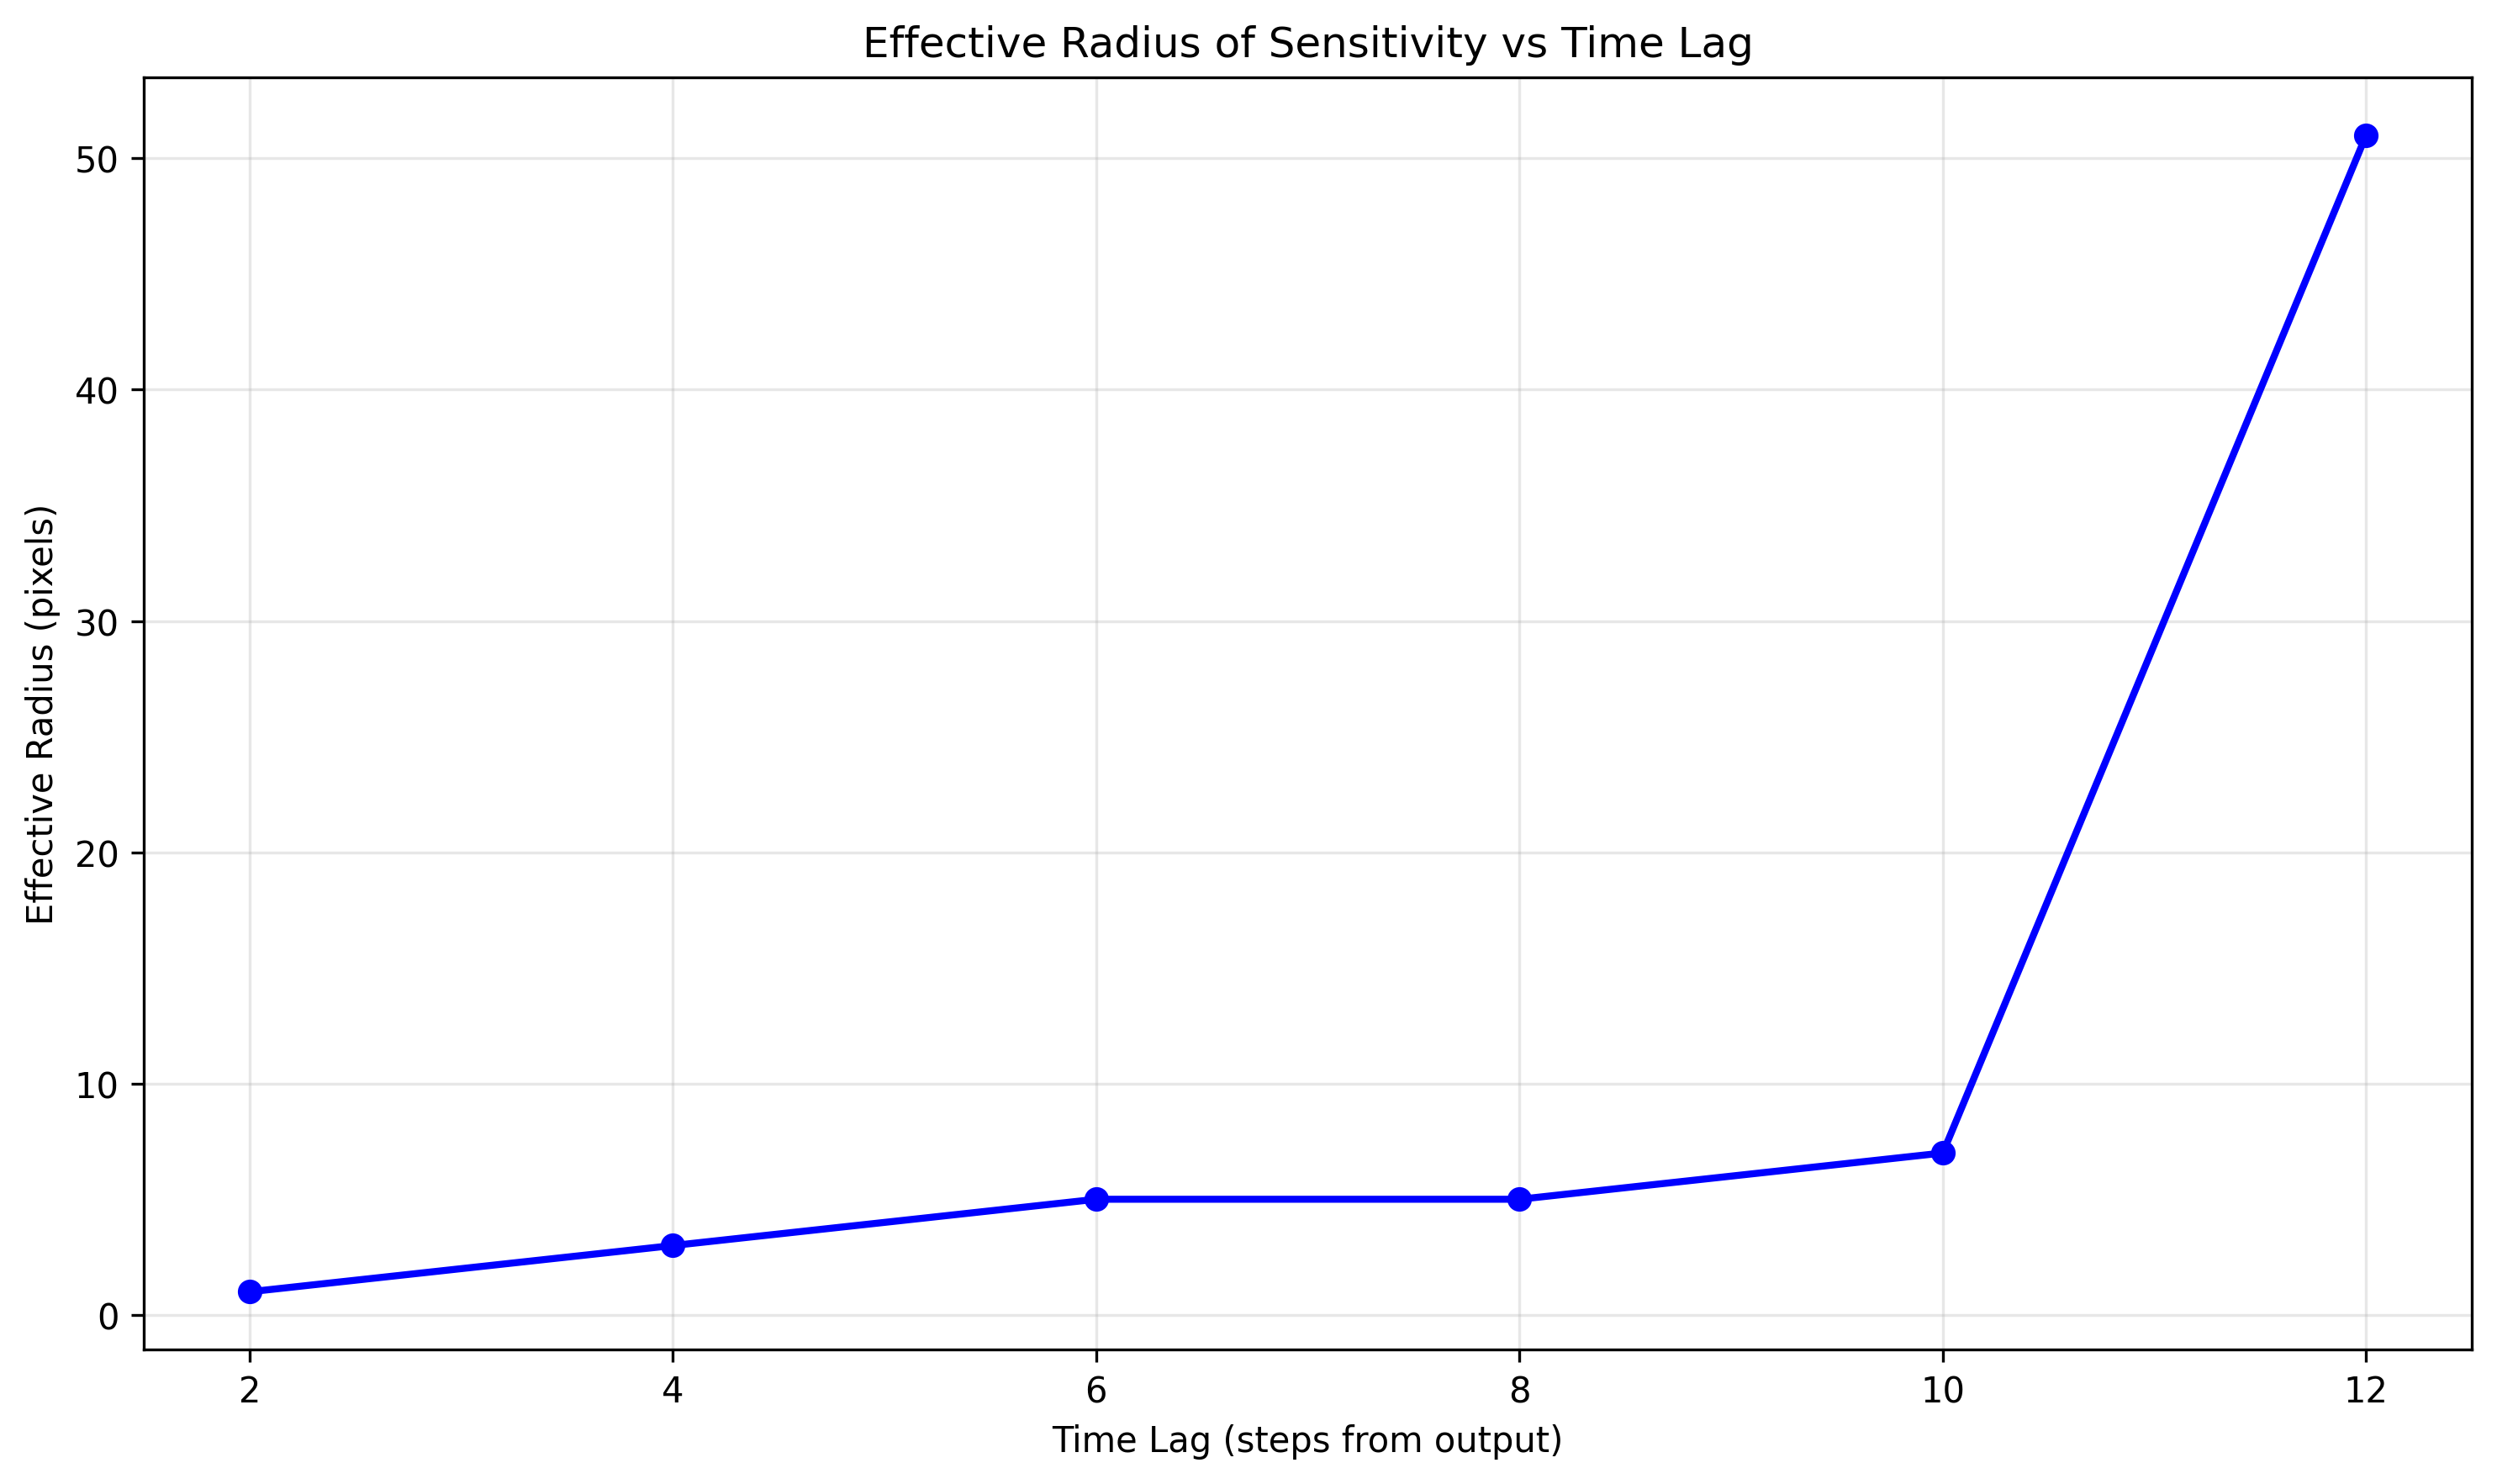 Effective Radius of Sensitivity vs Time Lag
Effective Radius (pixels)
50
40
30
20
10
0
2 4 6 8 10 12
Time Lag (steps from output)